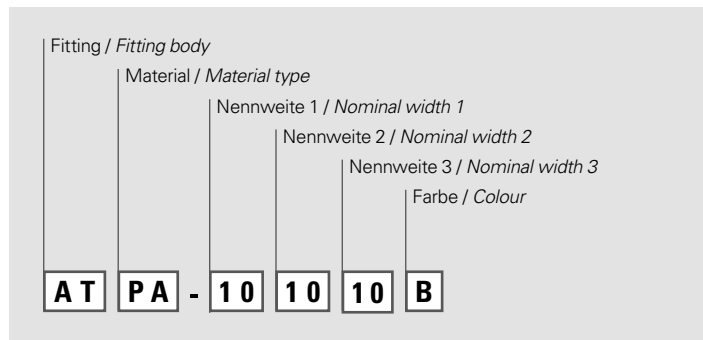 Fitting / Fitting body
Material / Material type
Nennweite 1 / Nominal width 1
Nennweite 2 / Nominal width 2
Nennweite 3 / Nominal width 3
Farbe / Colour
AT PA - 10 10 10 B